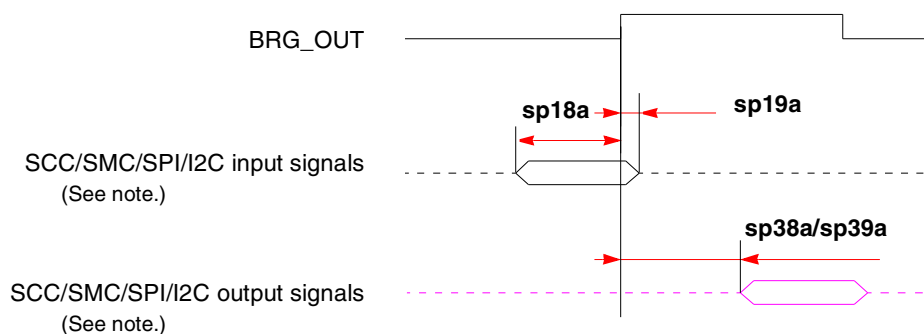 BRG_OUT
sp18a
sp19a
SCC/SMC/SPI/I2C input signals
(See note.)
sp38a/sp39a
SCC/SMC/SPI/I2C output signals
(See note.)